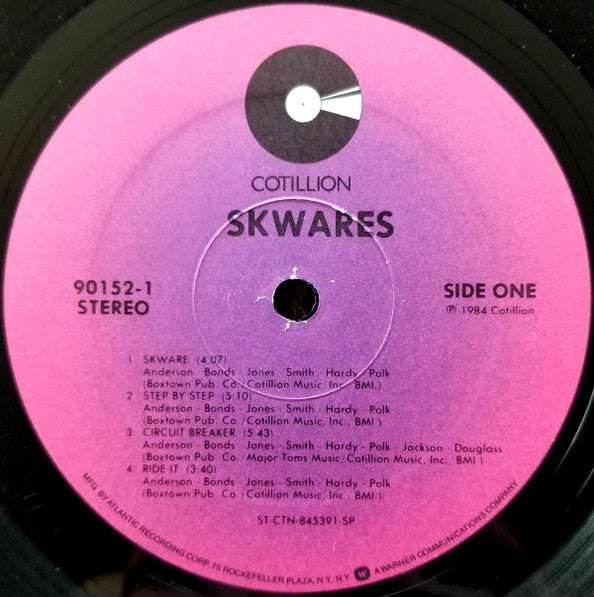 COTILLION
SKWARES
90152-1
STEREO
SIDE ONE
℗ 1984 Cotillion
1 SKWARE (4:07)
Anderson - Bonds - Jones - Smith - Hardy - Polk
(Boxtown Pub. Co./Cotillion Music, Inc., BMI.)
2 STEP BY STEP (5:10)
Anderson - Bonds - Jones - Smith - Hardy - Polk
(Boxtown Pub. Co./Cotillion Music, Inc., BMI.)
3 CIRCUIT BREAKER (5:43)
Anderson - Bonds - Jones - Smith - Hardy - Polk - Jackson - Douglass
(Boxtown Pub. Co./Major Toms Music/Cotillion Music, Inc., BMI.)
4 RIDE IT (3:40)
Anderson - Bonds - Jones - Smith - Hardy - Polk
(Boxtown Pub. Co./Cotillion Music, Inc., BMI.)
ST-CTN-845391-SP
MFG. BY ATLANTIC RECORDING CORP. 75 ROCKEFELLER PLAZA, N.Y. N.Y. A WARNER COMMUNICATIONS COMPANY